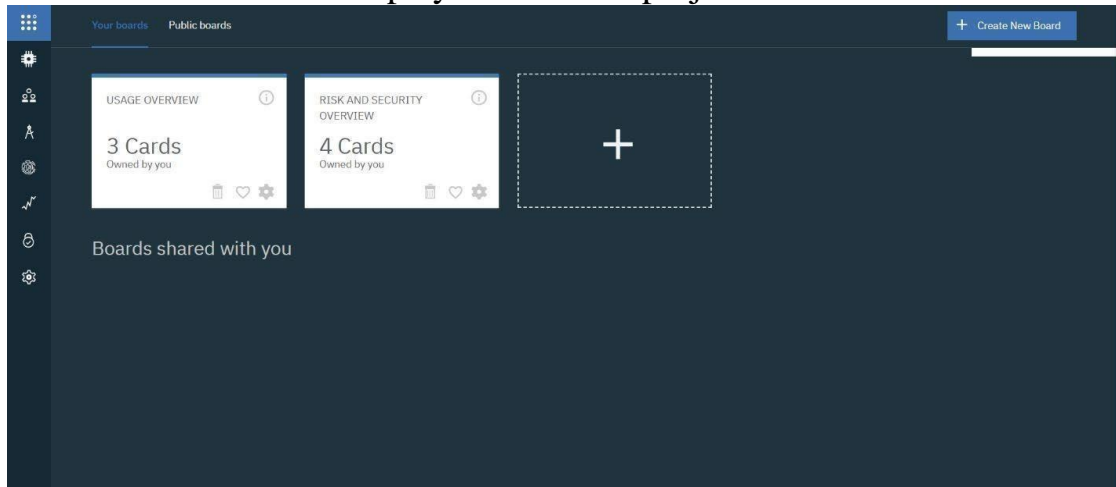 Your boards Public boards
+ Create New Board
USAGE OVERVIEW
3 Cards
Owned by you
RISK AND SECURITY
OVERVIEW
4 Cards
Owned by you
Boards shared with you